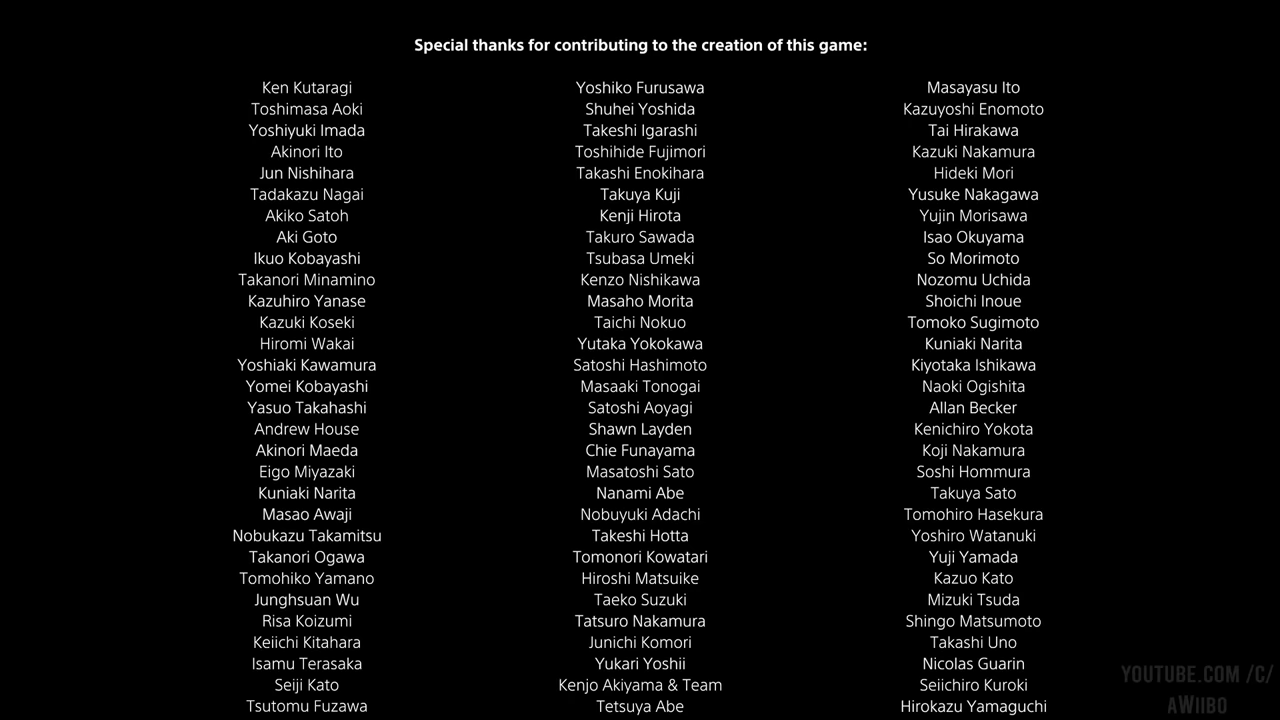 Special thanks for contributing to the creation of this game:
Ken Kutaragi
Toshimasa Aoki
Yoshiyuki Imada
Akinori Ito
Jun Nishihara
Tadakazu Nagai
Akiko Satoh
Aki Goto
Ikuo Kobayashi
Takanori Minamino
Kazuhiro Yanase
Kazuki Koseki
Hiromi Wakai
Yoshiaki Kawamura
Yomei Kobayashi
Yasuo Takahashi
Andrew House
Akinori Maeda
Eigo Miyazaki
Kuniaki Narita
Masao Awaji
Nobukazu Takamitsu
Takanori Ogawa
Tomohiko Yamano
Junghsuan Wu
Risa Koizumi
Keiichi Kitahara
Isamu Terasaka
Seiji Kato
Tsutomu Fuzawa
Yoshiko Furusawa
Shuhei Yoshida
Takeshi Igarashi
Toshihide Fujimori
Takashi Enokihara
Takuya Kuji
Kenji Hirota
Takuro Sawada
Tsubasa Umeki
Kenzo Nishikawa
Masaho Morita
Taichi Nokuo
Yutaka Yokokawa
Satoshi Hashimoto
Masaaki Tonogai
Satoshi Aoyagi
Shawn Layden
Chie Funayama
Masatoshi Sato
Nanami Abe
Nobuyuki Adachi
Takeshi Hotta
Tomonori Kowatari
Hiroshi Matsuike
Taeko Suzuki
Tatsuro Nakamura
Junichi Komori
Yukari Yoshii
Kenjo Akiyama & Team
Tetsuya Abe
Masayasu Ito
Kazuyoshi Enomoto
Tai Hirakawa
Kazuki Nakamura
Hideki Mori
Yusuke Nakagawa
Yujin Morisawa
Isao Okuyama
So Morimoto
Nozomu Uchida
Shoichi Inoue
Tomoko Sugimoto
Kuniaki Narita
Kiyotaka Ishikawa
Naoki Ogishita
Allan Becker
Kenichiro Yokota
Koji Nakamura
Soshi Hommura
Takuya Sato
Tomohiro Hasekura
Yoshiro Watanuki
Yuji Yamada
Kazuo Kato
Mizuki Tsuda
Shingo Matsumoto
Takashi Uno
Nicolas Guarin
Seiichiro Kuroki
Hirokazu Yamaguchi
YOUTUBE.COM /C/
AWIIBO